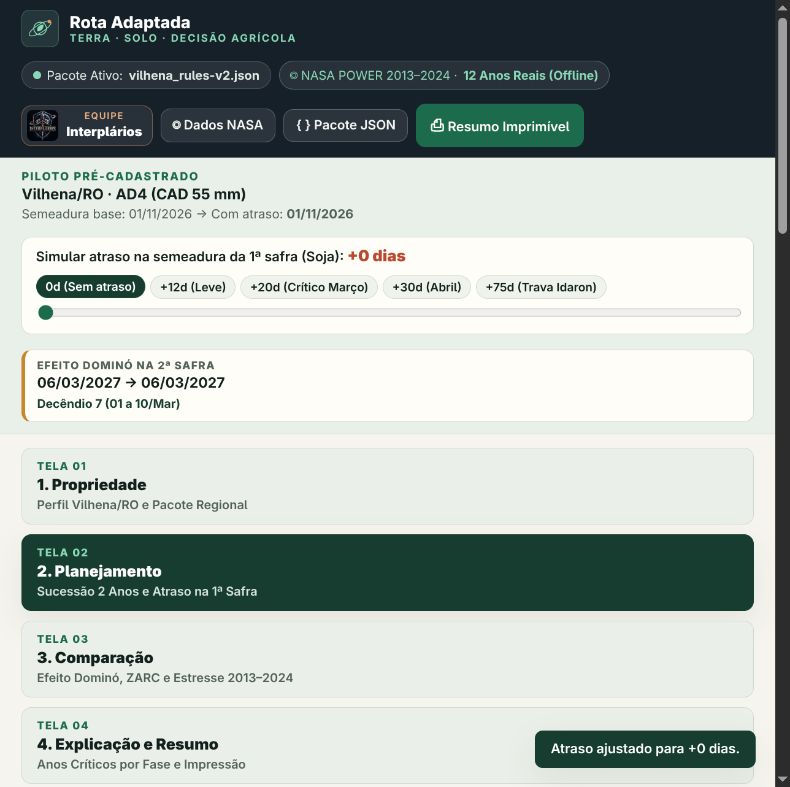 Rota Adaptada
TERRA · SOLO · DECISÃO AGRÍCOLA
Pacote Ativo: vilhena_rules-v2.json
© NASA POWER 2013–2024 · 12 Anos Reais (Offline)
EQUIPE
Interplários
Dados NASA
{ } Pacote JSON
Resumo Imprimível
PILOTO PRÉ-CADASTRADO
Vilhena/RO · AD4 (CAD 55 mm)
Semeadura base: 01/11/2026 → Com atraso: 01/11/2026
Simular atraso na semeadura da 1ª safra (Soja): +0 dias
0d (Sem atraso)
+12d (Leve)
+20d (Crítico Março)
+30d (Abril)
+75d (Trava Idaron)
EFEITO DOMINÓ NA 2ª SAFRA
06/03/2027 → 06/03/2027
Decêndio 7 (01 a 10/Mar)
TELA 01
1. Propriedade
Perfil Vilhena/RO e Pacote Regional
TELA 02
2. Planejamento
Sucessão 2 Anos e Atraso na 1ª Safra
TELA 03
3. Comparação
Efeito Dominó, ZARC e Estresse 2013–2024
TELA 04
4. Explicação e Resumo
Anos Críticos por Fase e Impressão
Atraso ajustado para +0 dias.